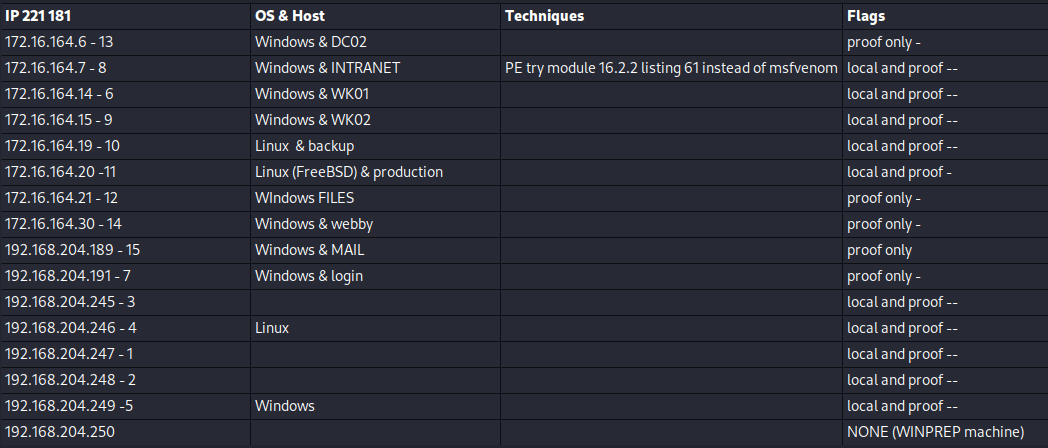 IP 221 181 OS & Host Techniques Flags
172.16.164.6 - 13 Windows & DC02 proof only -
172.16.164.7 - 8 Windows & INTRANET PE try module 16.2.2 listing 61 instead of msfvenom local and proof --
172.16.164.14 - 6 Windows & WK01 local and proof --
172.16.164.15 - 9 Windows & WK02 local and proof --
172.16.164.19 - 10 Linux & backup local and proof --
172.16.164.20 -11 Linux (FreeBSD) & production local and proof -
172.16.164.21 - 12 WIndows FILES proof only -
172.16.164.30 - 14 Windows & webby proof only -
192.168.204.189 - 15 Windows & MAIL proof only
192.168.204.191 - 7 Windows & login proof only -
192.168.204.245 - 3 local and proof --
192.168.204.246 - 4 Linux local and proof --
192.168.204.247 - 1 local and proof --
192.168.204.248 - 2 local and proof --
192.168.204.249 -5 Windows local and proof --
192.168.204.250 NONE (WINPREP machine)